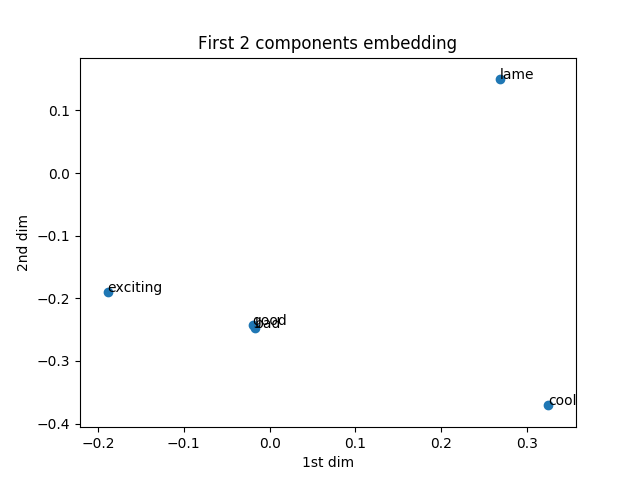 First 2 components embedding
lame
0.1
0.0
−0.1
2nd dim
exciting
−0.2
good
bad
−0.3
cool
−0.4
−0.2 −0.1 0.0 0.1 0.2 0.3
1st dim